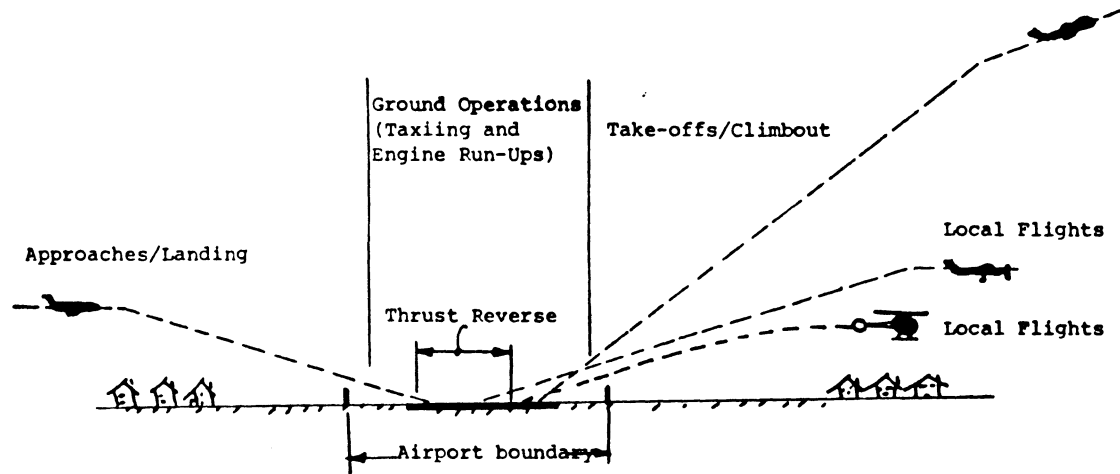 Ground Operations
(Taxiing and
Engine Run-Ups)
Take-offs/Climbout
Approaches/Landing
Local Flights
Thrust Reverse
Local Flights
Airport boundary